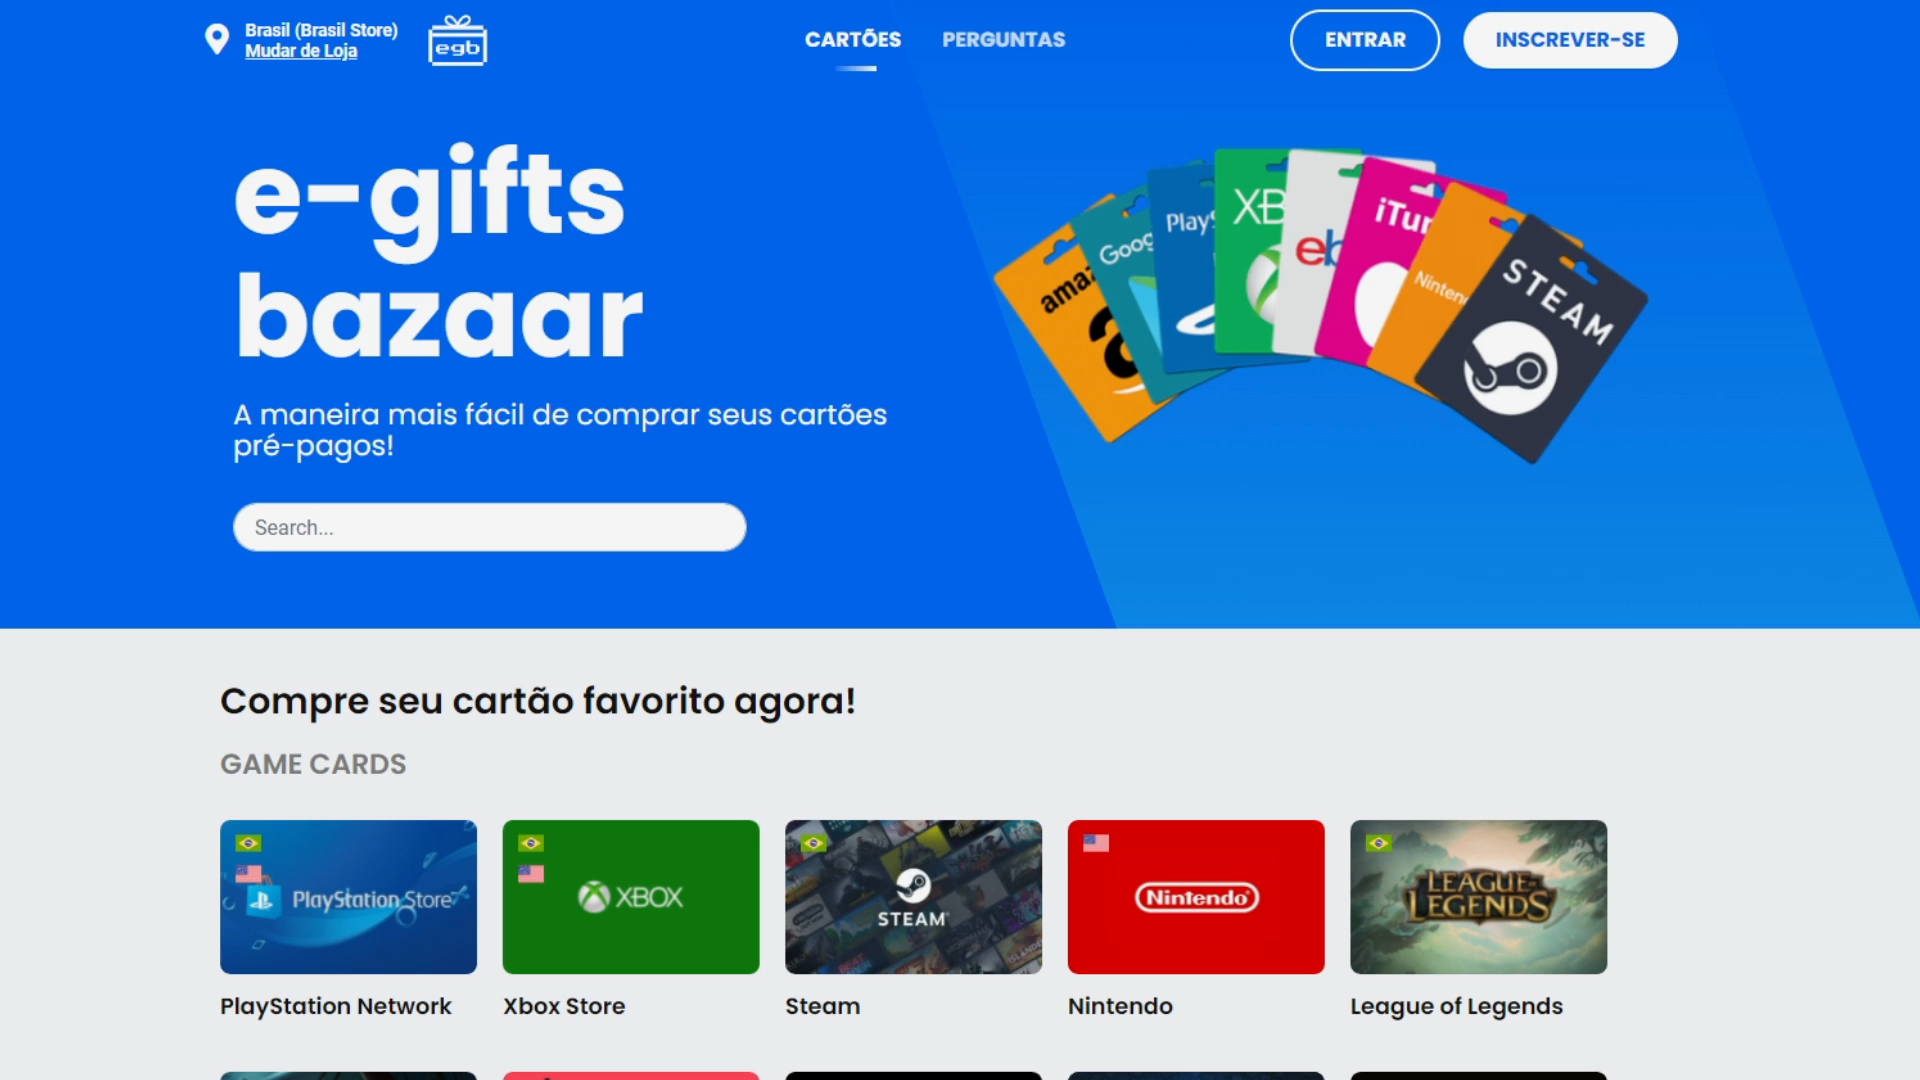 Brasil (Brasil Store)
Mudar de Loja
egb
CARTÕES
PERGUNTAS
ENTRAR
INSCREVER-SE
e-gifts
bazaar
A maneira mais fácil de comprar seus cartões
pré-pagos!
Search...
STEAM
Compre seu cartão favorito agora!
GAME CARDS
PlayStation Store
XBOX
STEAM
Nintendo
LEAGUE OF
LEGENDS
PlayStation Network
Xbox Store
Steam
Nintendo
League of Legends